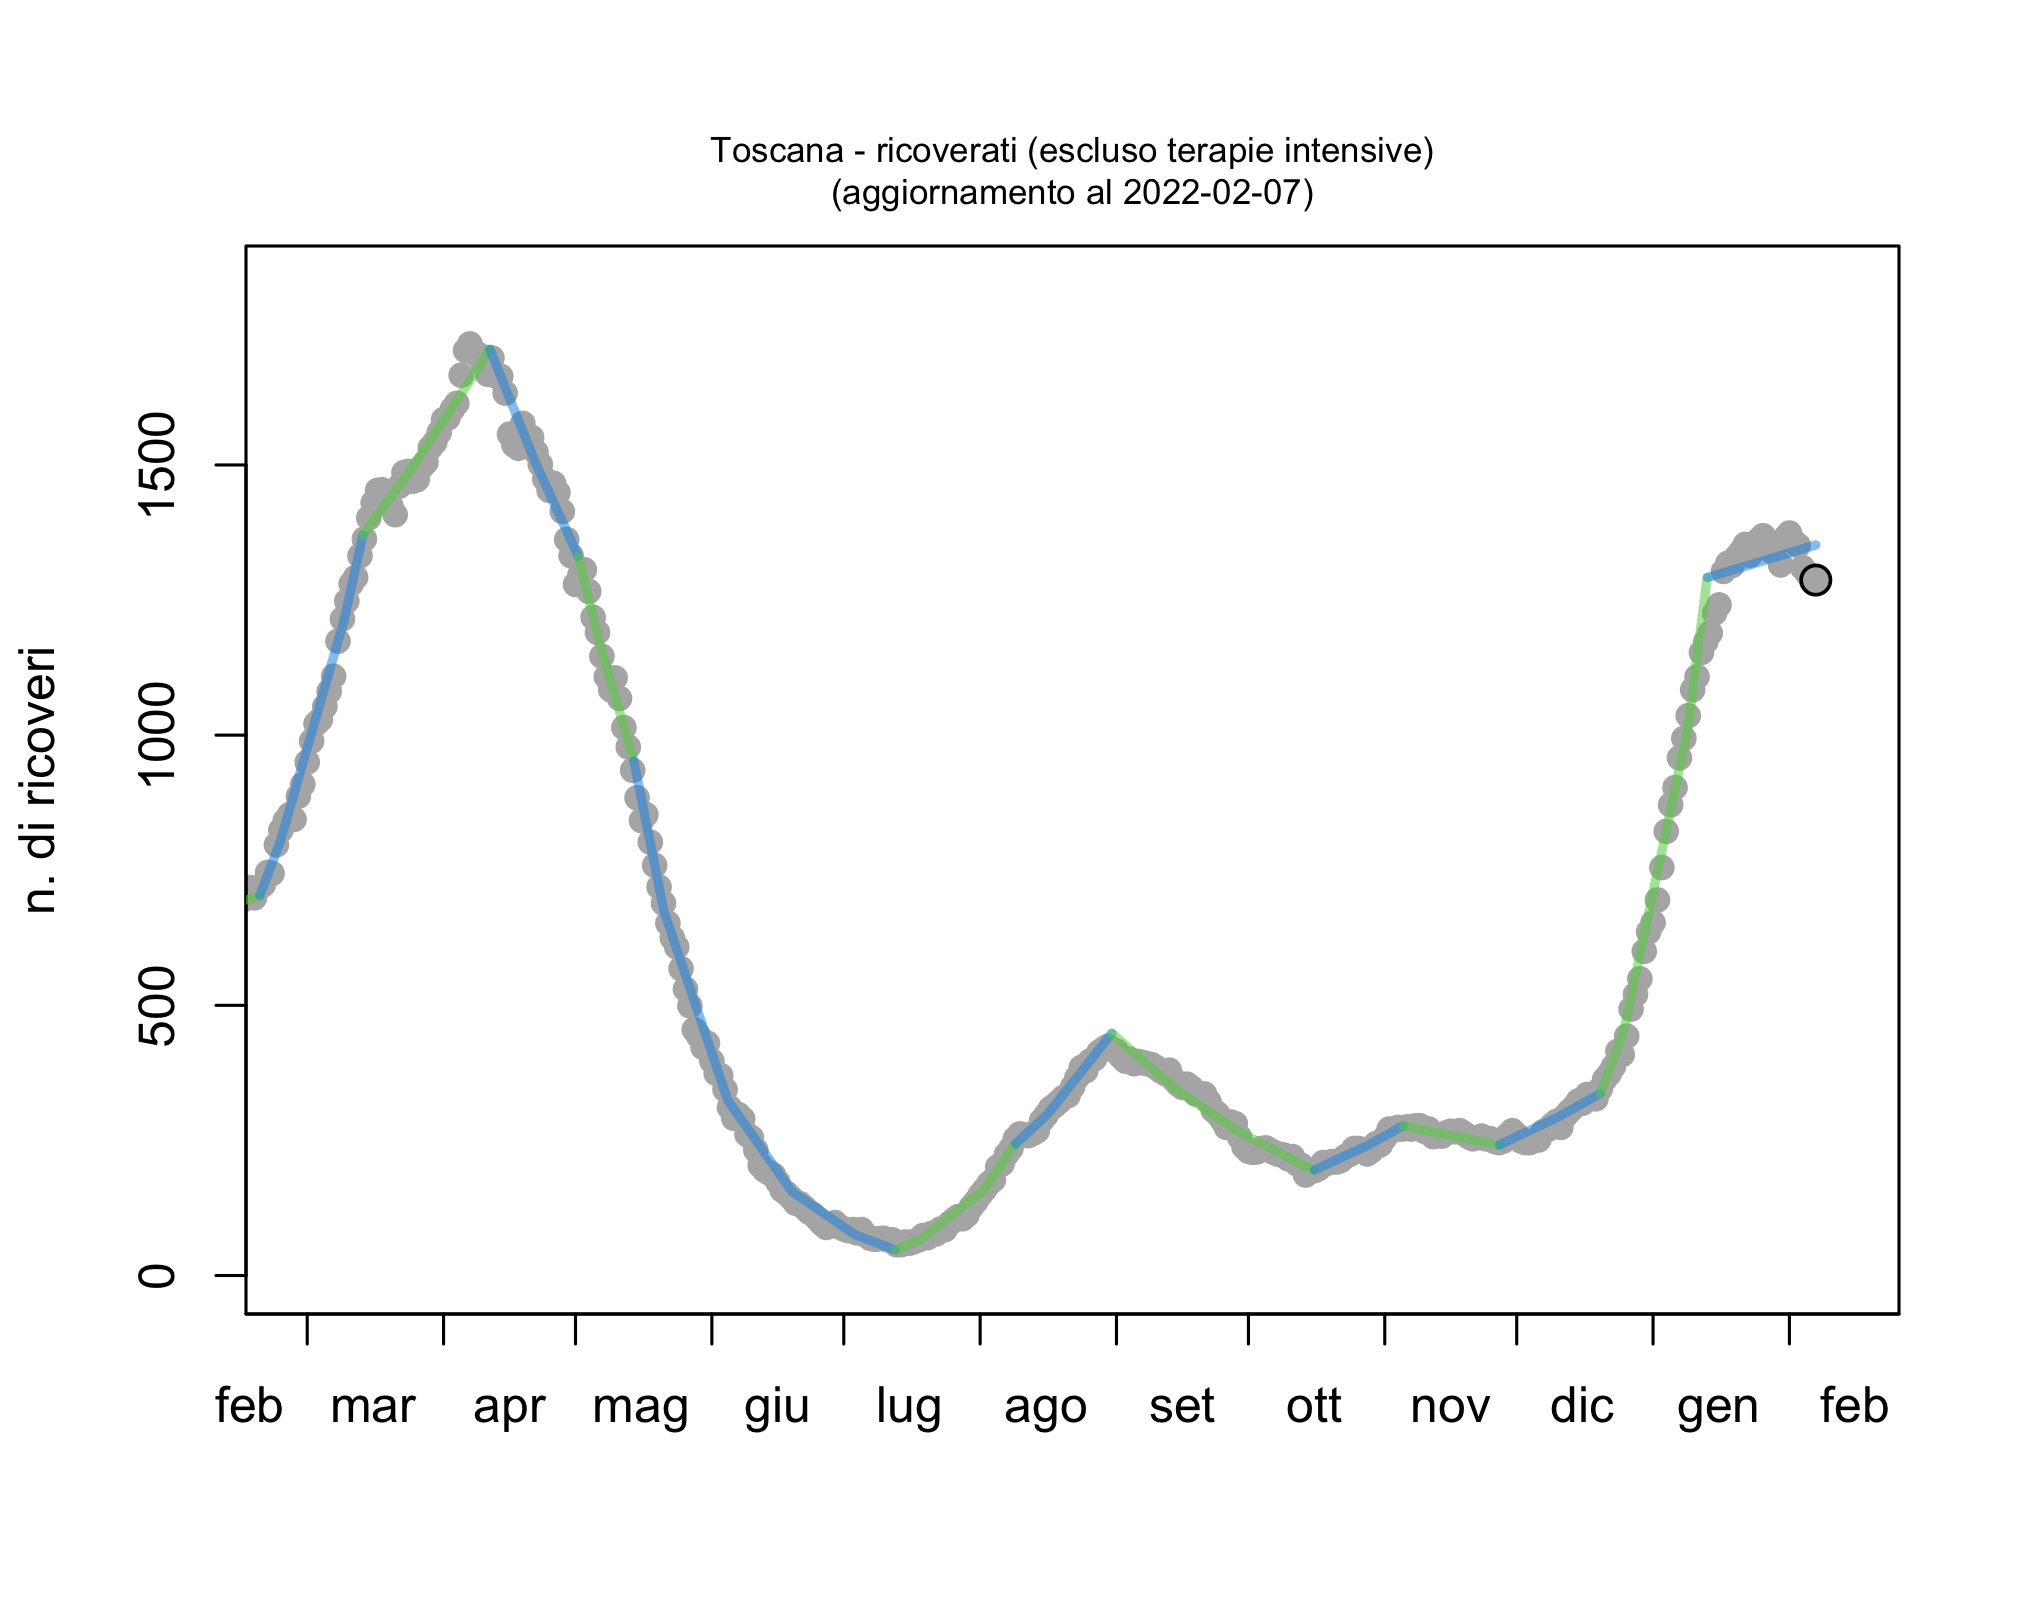 Toscana - ricoverati (escluso terapie intensive)
(aggiornamento al 2022-02-07)
n. di ricoveri
1500
1000
500
0
feb mar apr mag giu lug ago set ott nov dic gen feb